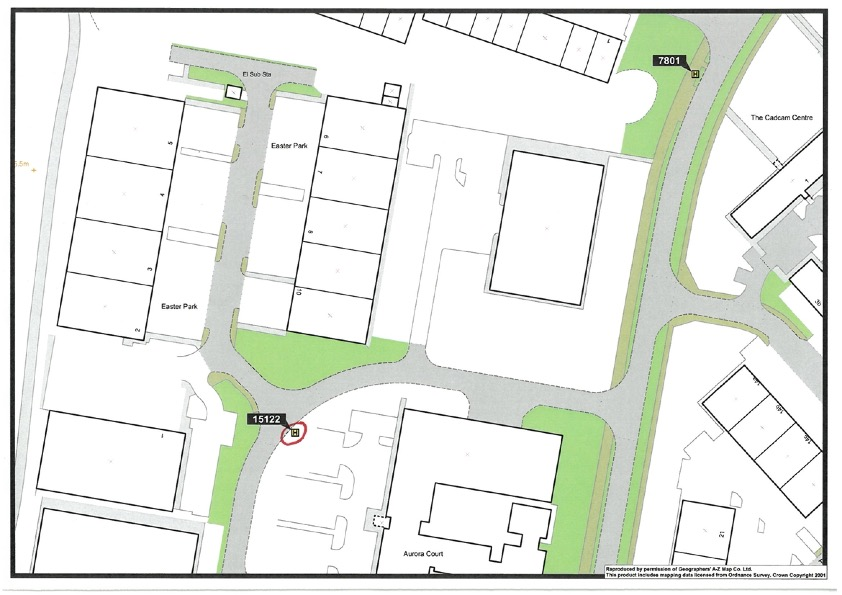 7801
El Sub-Sta
The Cadcam Centre
Easter Park
5
6
7
4
8
3
10
Easter Park
2
1
15122
1
H
H
Aurora Court
21
Reproduced by permission of Geographers' A-Z Map Co. Ltd.
This product includes mapping data licensed from Ordnance Survey, Crown Copyright 2001